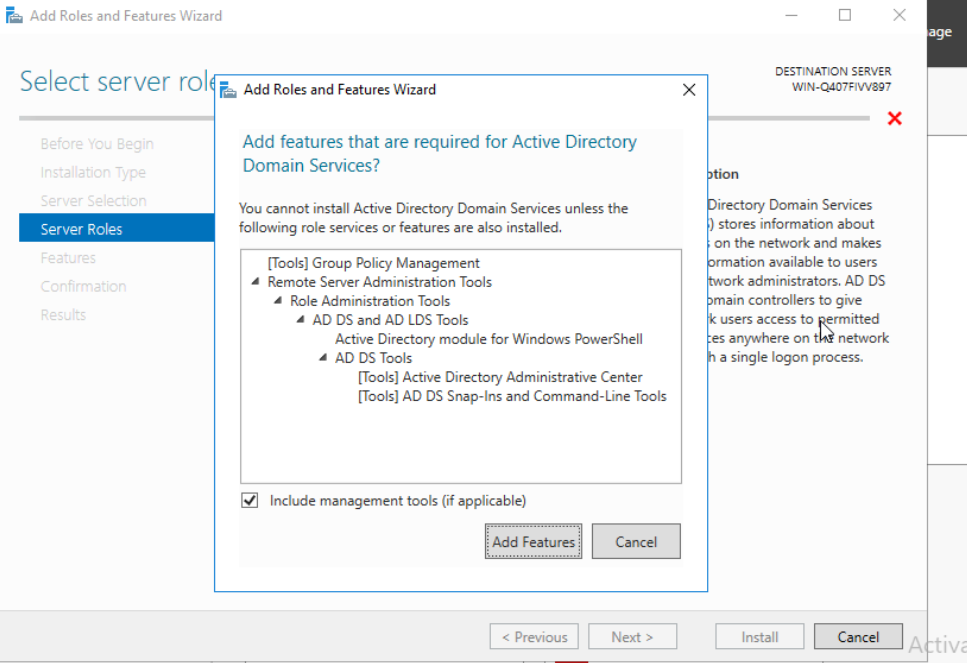 Add Roles and Features Wizard
age
Select server role
DESTINATION SERVER
WIN-Q407FIVV897
Before You Begin
Installation Type
Server Selection
Server Roles
Features
Confirmation
Results
Add Roles and Features Wizard
Add features that are required for Active Directory
Domain Services?
You cannot install Active Directory Domain Services unless the
following role services or features are also installed.
[Tools] Group Policy Management
Remote Server Administration Tools
Role Administration Tools
AD DS and AD LDS Tools
Active Directory module for Windows PowerShell
AD DS Tools
[Tools] Active Directory Administrative Center
[Tools] AD DS Snap-Ins and Command-Line Tools
Include management tools (if applicable)
Add Features
Cancel
ption
Directory Domain Services
) stores information about
on the network and makes
ormation available to users
twork administrators. AD DS
omain controllers to give
k users access to permitted
ces anywhere on the network
h a single logon process.
< Previous
Next >
Install
Cancel
Activa